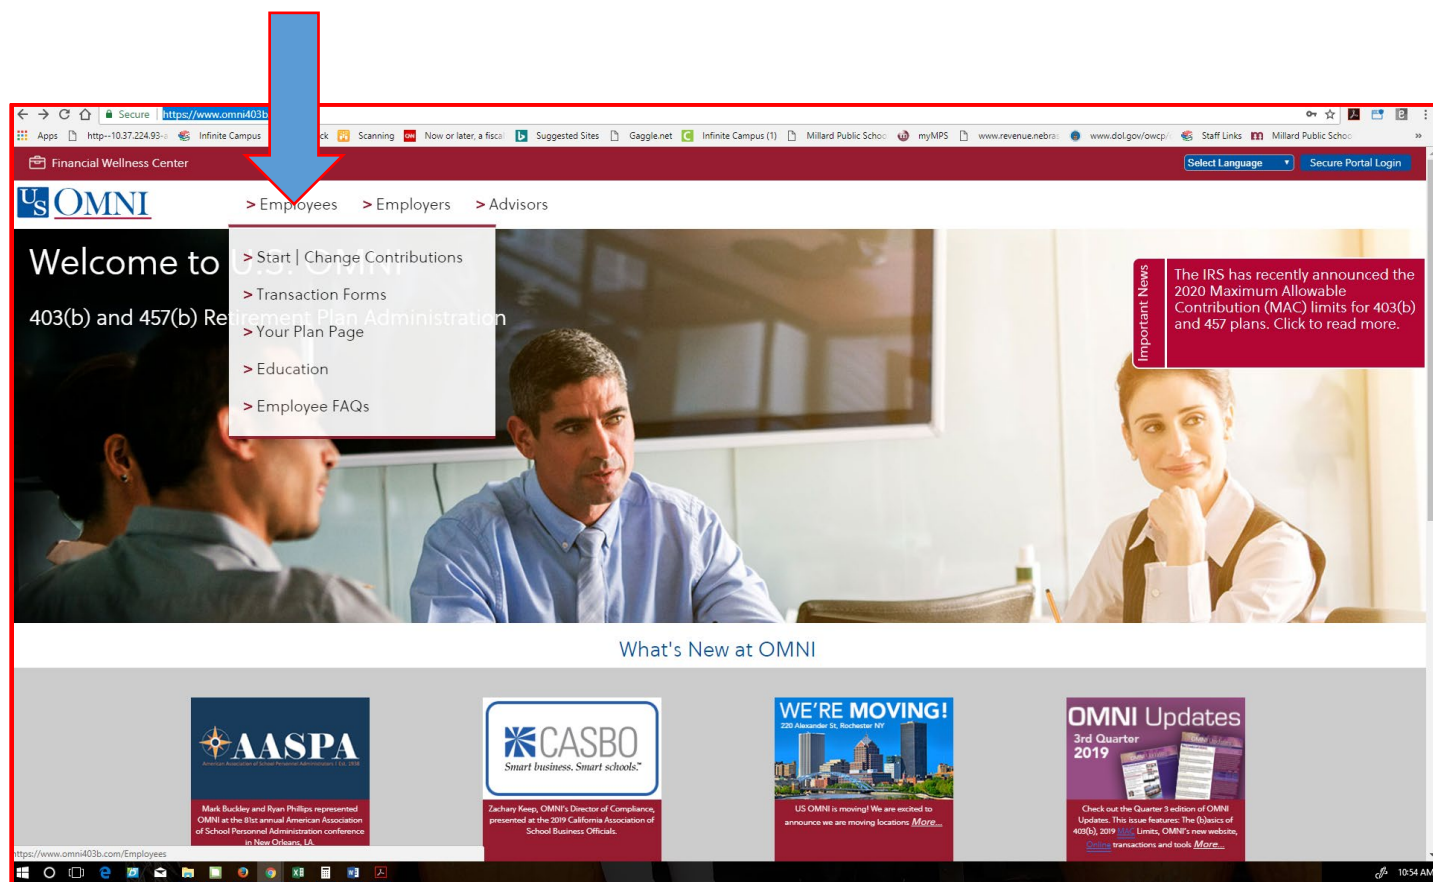 Secure https://www.omni403b
Apps http--10.37.224.93-a Infinite Campus ck Scanning Now or later, a fiscal Suggested Sites Gaggle.net Infinite Campus (1) Millard Public Schoo myMPS www.revenue.nebras www.dol.gov/owcp/ Staff Links Millard Public Schoo »
Financial Wellness Center
Select Language
Secure Portal Login
US OMNI
> Employees > Employers > Advisors
Welcome to U.S. OMNI
403(b) and 457(b) Retirement Plan Administration
> Start | Change Contributions
> Transaction Forms
> Your Plan Page
> Education
> Employee FAQs
Important News
The IRS has recently announced the
2020 Maximum Allowable
Contribution (MAC) limits for 403(b)
and 457 plans. Click to read more.
What's New at OMNI
AASPA
American Association of School Personnel Administrators | Est. 1938
Mark Buckley and Ryan Phillips represented
OMNI at the 81st annual American Association
of School Personnel Administration conference
in New Orleans, LA.
CASBO
Smart business. Smart schools.™
Zachary Keep, OMNI's Director of Compliance,
presented at the 2019 California Association of
School Business Officials.
WE'RE MOVING!
220 Alexander St, Rochester NY
US OMNI is moving! We are excited to
announce we are moving locations More...
OMNI Updates
3rd Quarter
2019
Check out the Quarter 3 edition of OMNI
Updates. This issue features: The (b)asics of
403(b), 2019 MAC Limits, OMNI's new website,
Online transactions and tools More...
https://www.omni403b.com/Employees
10:54 AM